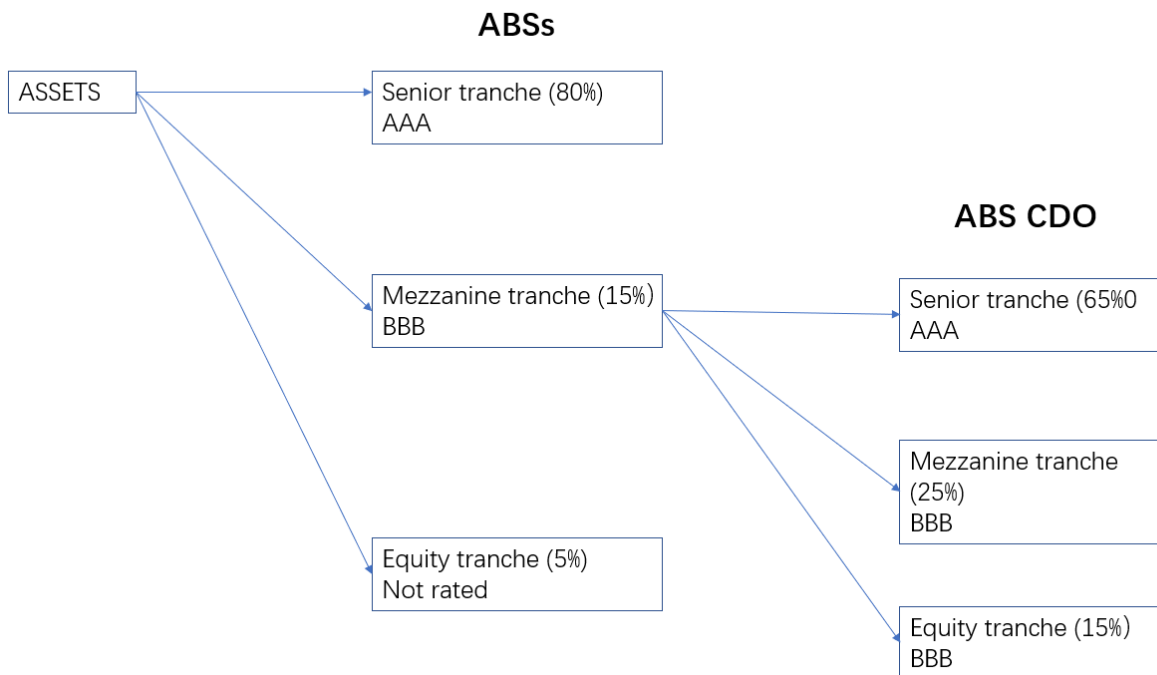 ABSs
ASSETS
Senior tranche (80%)
AAA
ABS CDO
Mezzanine tranche (15%)
BBB
Senior tranche (65%0
AAA
Mezzanine tranche
(25%)
BBB
Equity tranche (5%)
Not rated
Equity tranche (15%)
BBB